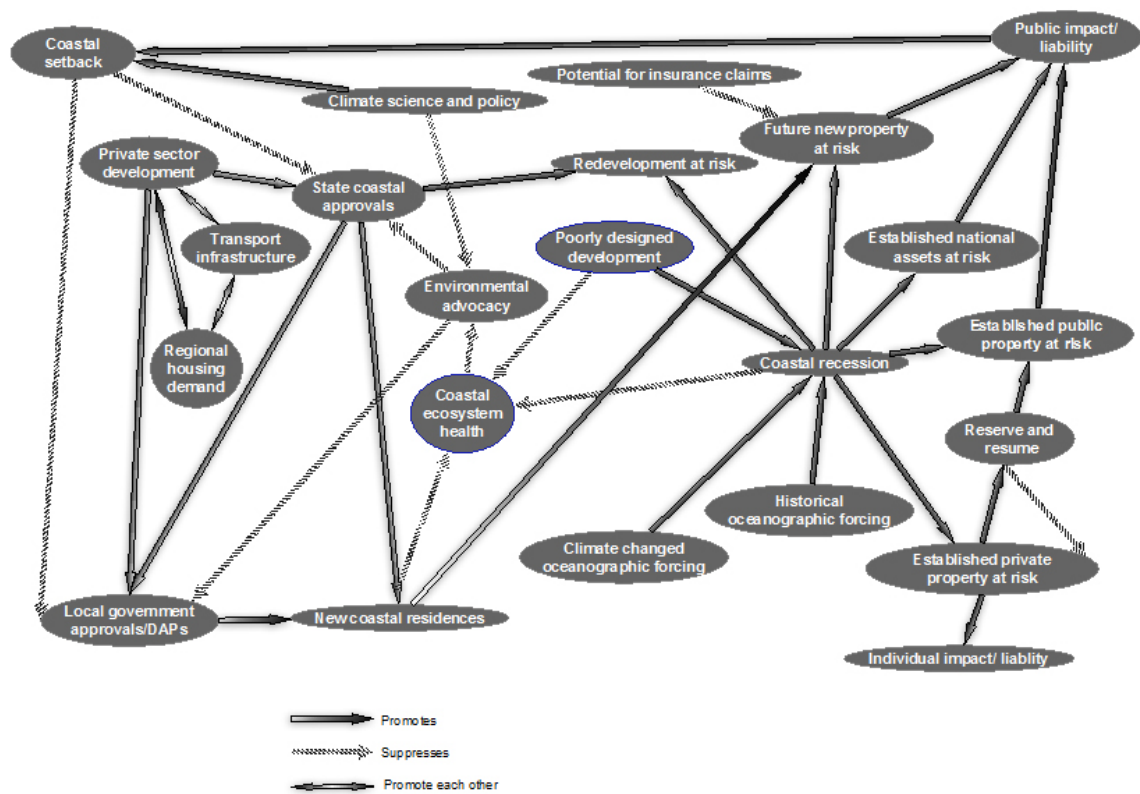 Coastal
setback
Public impact/
liability
Potential for insurance claims
Climate science and policy
Future new property
at risk
Private sector
development
Redevelopment at risk
State coastal
approvals
Transport
infrastructure
Poorly designed
development
Established national
assets at risk
Environmental
advocacy
Regional
housing
demand
Established public
property at risk
Coastal recession
Coastal
ecosystem
health
Reserve and
resume
Historical
oceanographic forcing
Climate changed
oceanographic forcing
Established private
property at risk
Local government
approvals/DAPs
New coastal residences
Individual impact/ liablity
Promotes
Suppresses
Promote each other